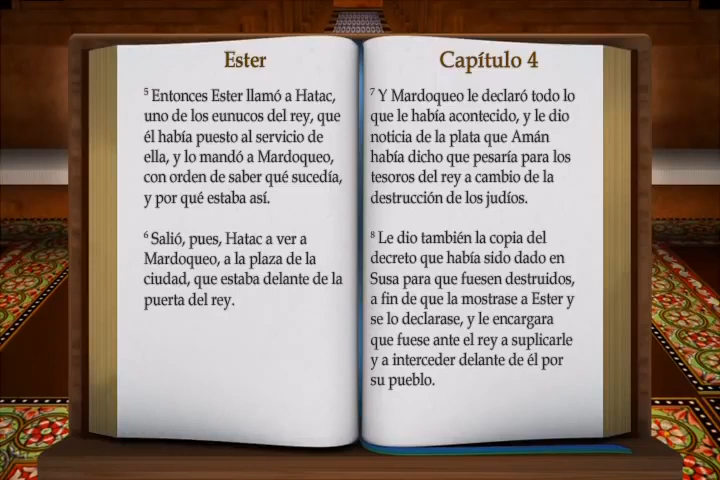 Ester
⁵ Entonces Ester llamó a Hatac,
uno de los eunucos del rey, que
él había puesto al servicio de
ella, y lo mandó a Mardoqueo,
con orden de saber qué sucedía,
y por qué estaba así.
⁶ Salió, pues, Hatac a ver a
Mardoqueo, a la plaza de la
ciudad, que estaba delante de la
puerta del rey.
Capítulo 4
⁷ Y Mardoqueo le declaró todo lo
que le había acontecido, y le dio
noticia de la plata que Amán
había dicho que pesaría para los
tesoros del rey a cambio de la
destrucción de los judíos.
⁸ Le dio también la copia del
decreto que había sido dado en
Susa para que fuesen destruidos,
a fin de que la mostrase a Ester y
se lo declarase, y le encargara
que fuese ante el rey a suplicarle
y a interceder delante de él por
su pueblo.